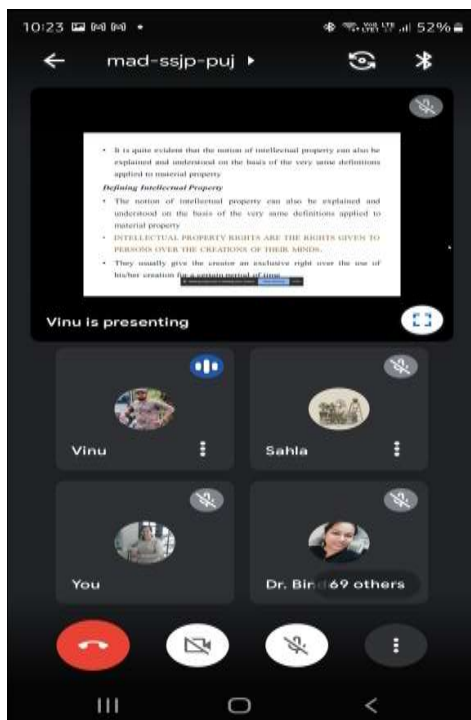 10:23
52%
mad-ssjp-puj
• It is quite evident that the notion of intellectual property can also be
explained and understood on the basis of the very same definitions
applied to material property
Defining Intellectual Property
• The notion of intellectual property can also be explained and
understood on the basis of the very same definitions applied to
material property
• INTELLECTUAL PROPERTY RIGHTS ARE THE RIGHTS GIVEN TO
PERSONS OVER THE CREATIONS OF THEIR MINDS.
• They usually give the creator an exclusive right over the use of
his/her creation for a certain period of time
Vinu is presenting
Vinu
Sahla
You
Dr. Bin
69 others